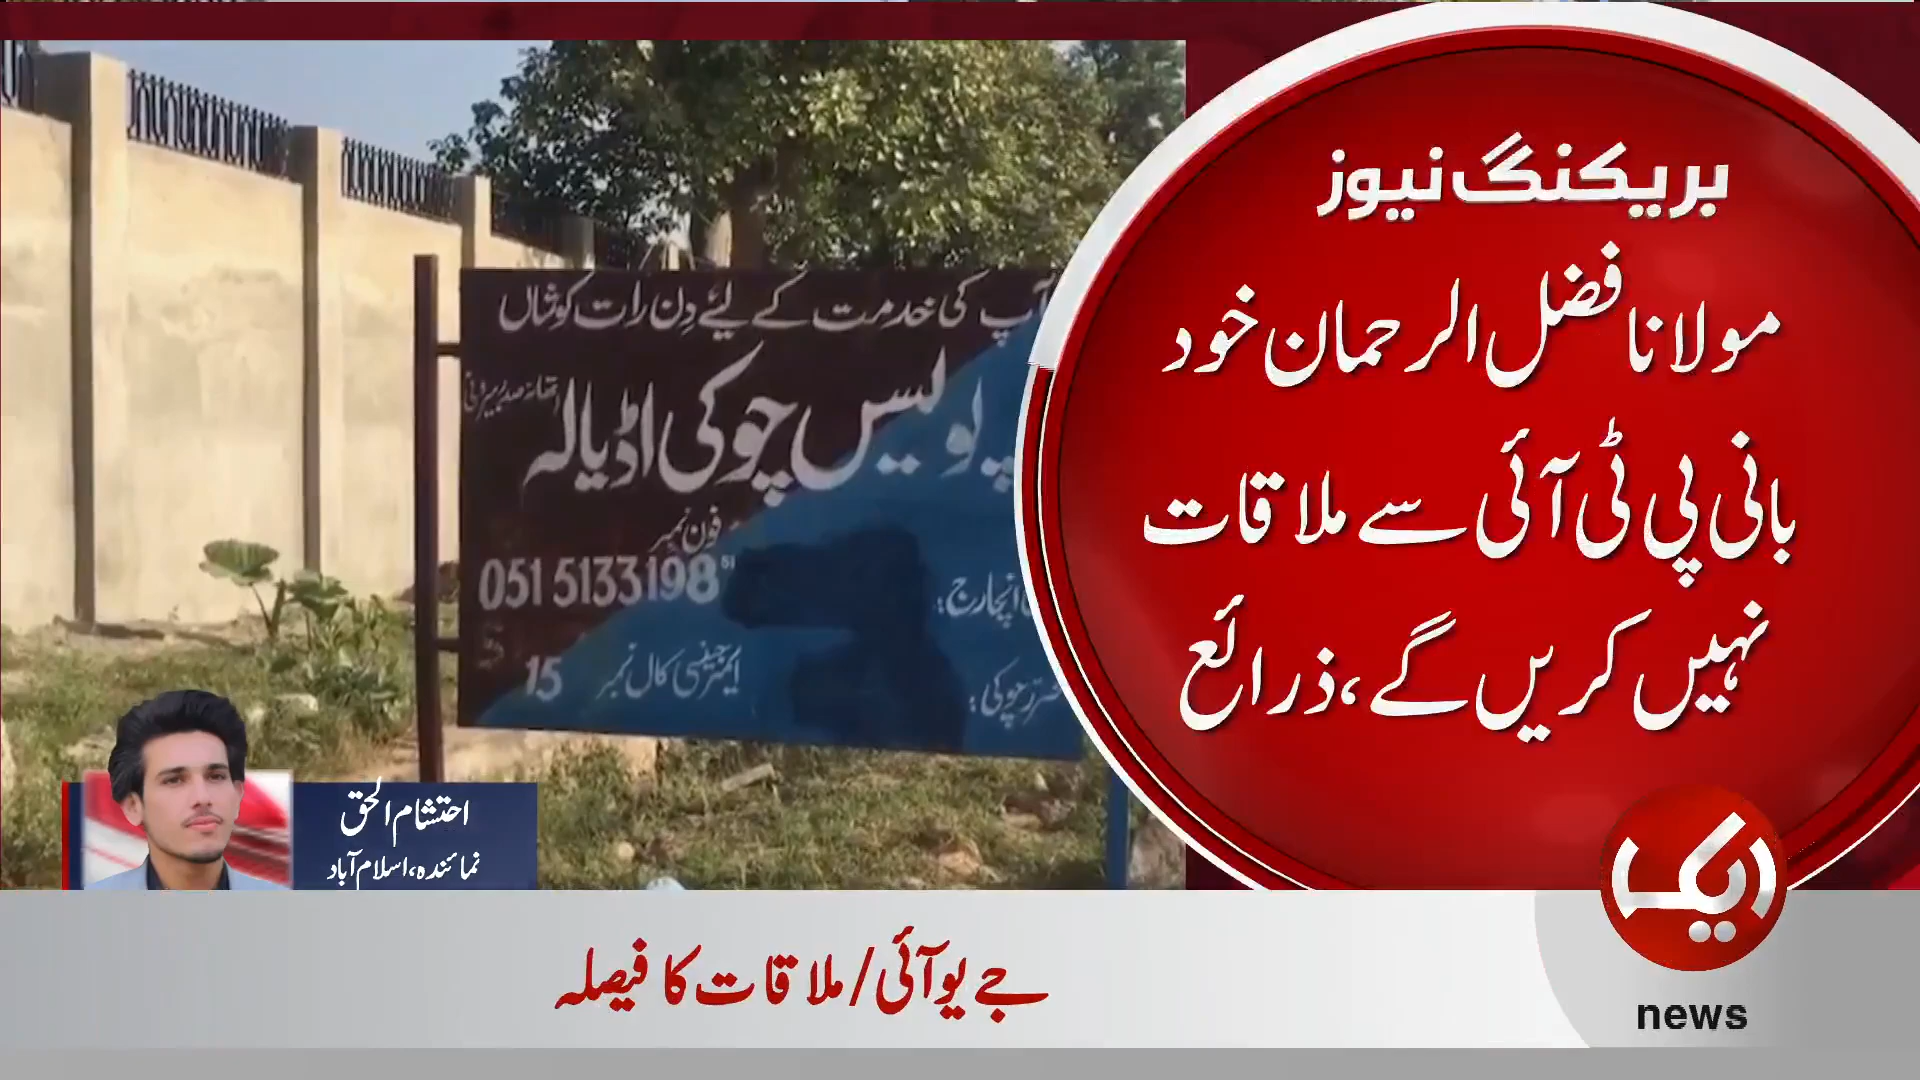 بریکنگ نیوز
مولانا فضل الرحمان خود
بانی پی ٹی آئی سے ملاقات
نہیں کریں گے، ذرائع
آپ کی خدمت کے لیئے دِن رات کوشاں
پولیس چوکی اڈیالہ
فون نمبر
051 5133198
انچارج:
ایمرجنسی کال نمبر 15
احتشام الحق
نمائندہ، اسلام آباد
جے یو آئی/ملاقات کا فیصلہ
ایک
news